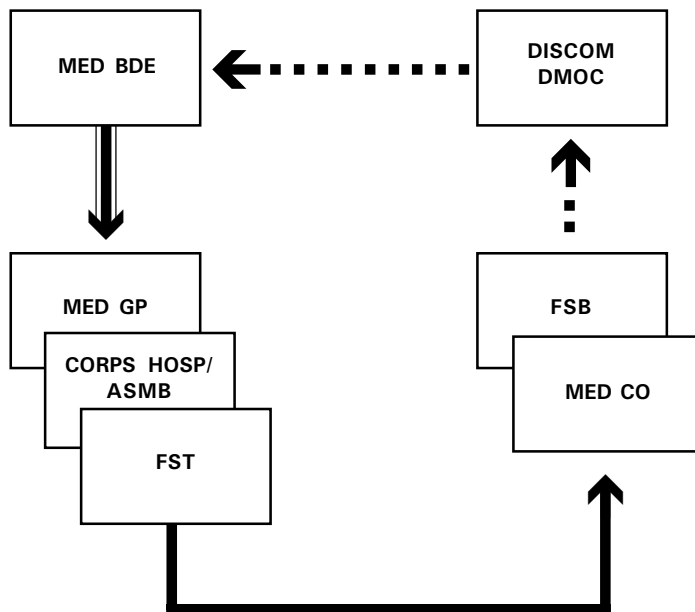 MED BDE
DISCOM
DMOC
MED GP
CORPS HOSP/
ASMB
FST
FSB
MED CO